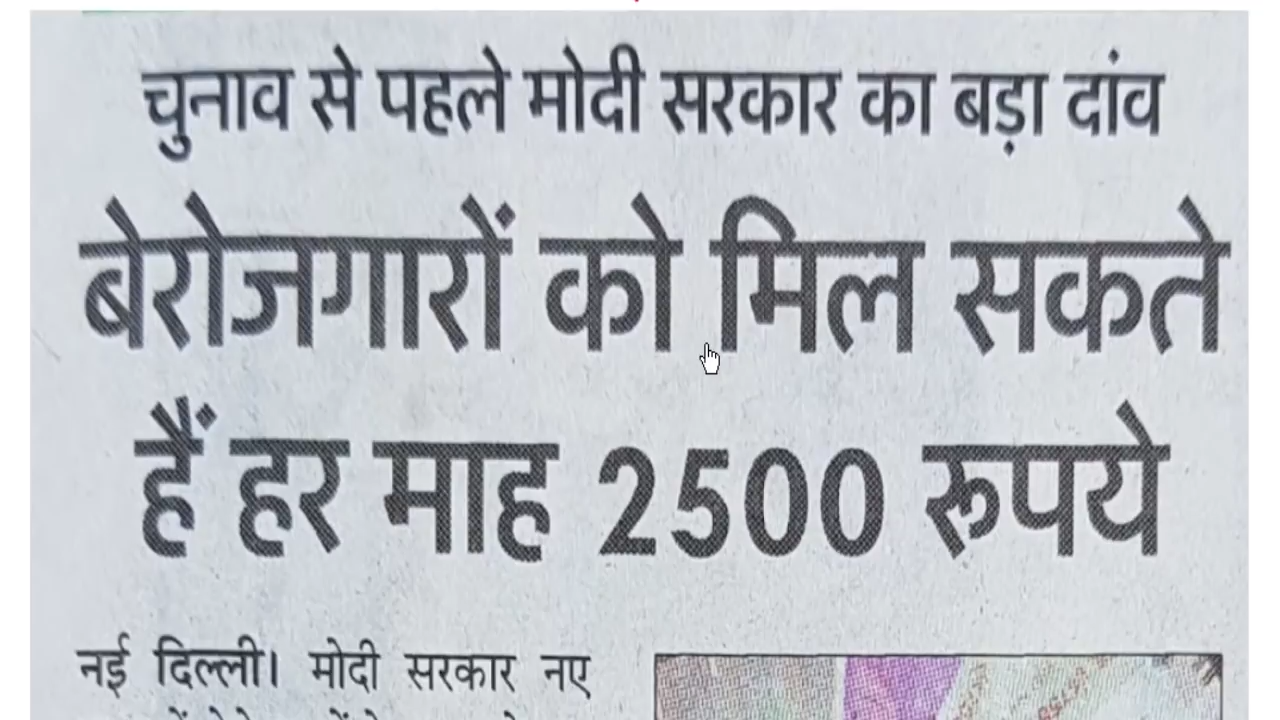 चुनाव से पहले मोदी सरकार का बड़ा दांव
बेरोजगारों को मिल सकते
हैं हर माह 2500 रूपये
नई दिल्ली। मोदी सरकार नए